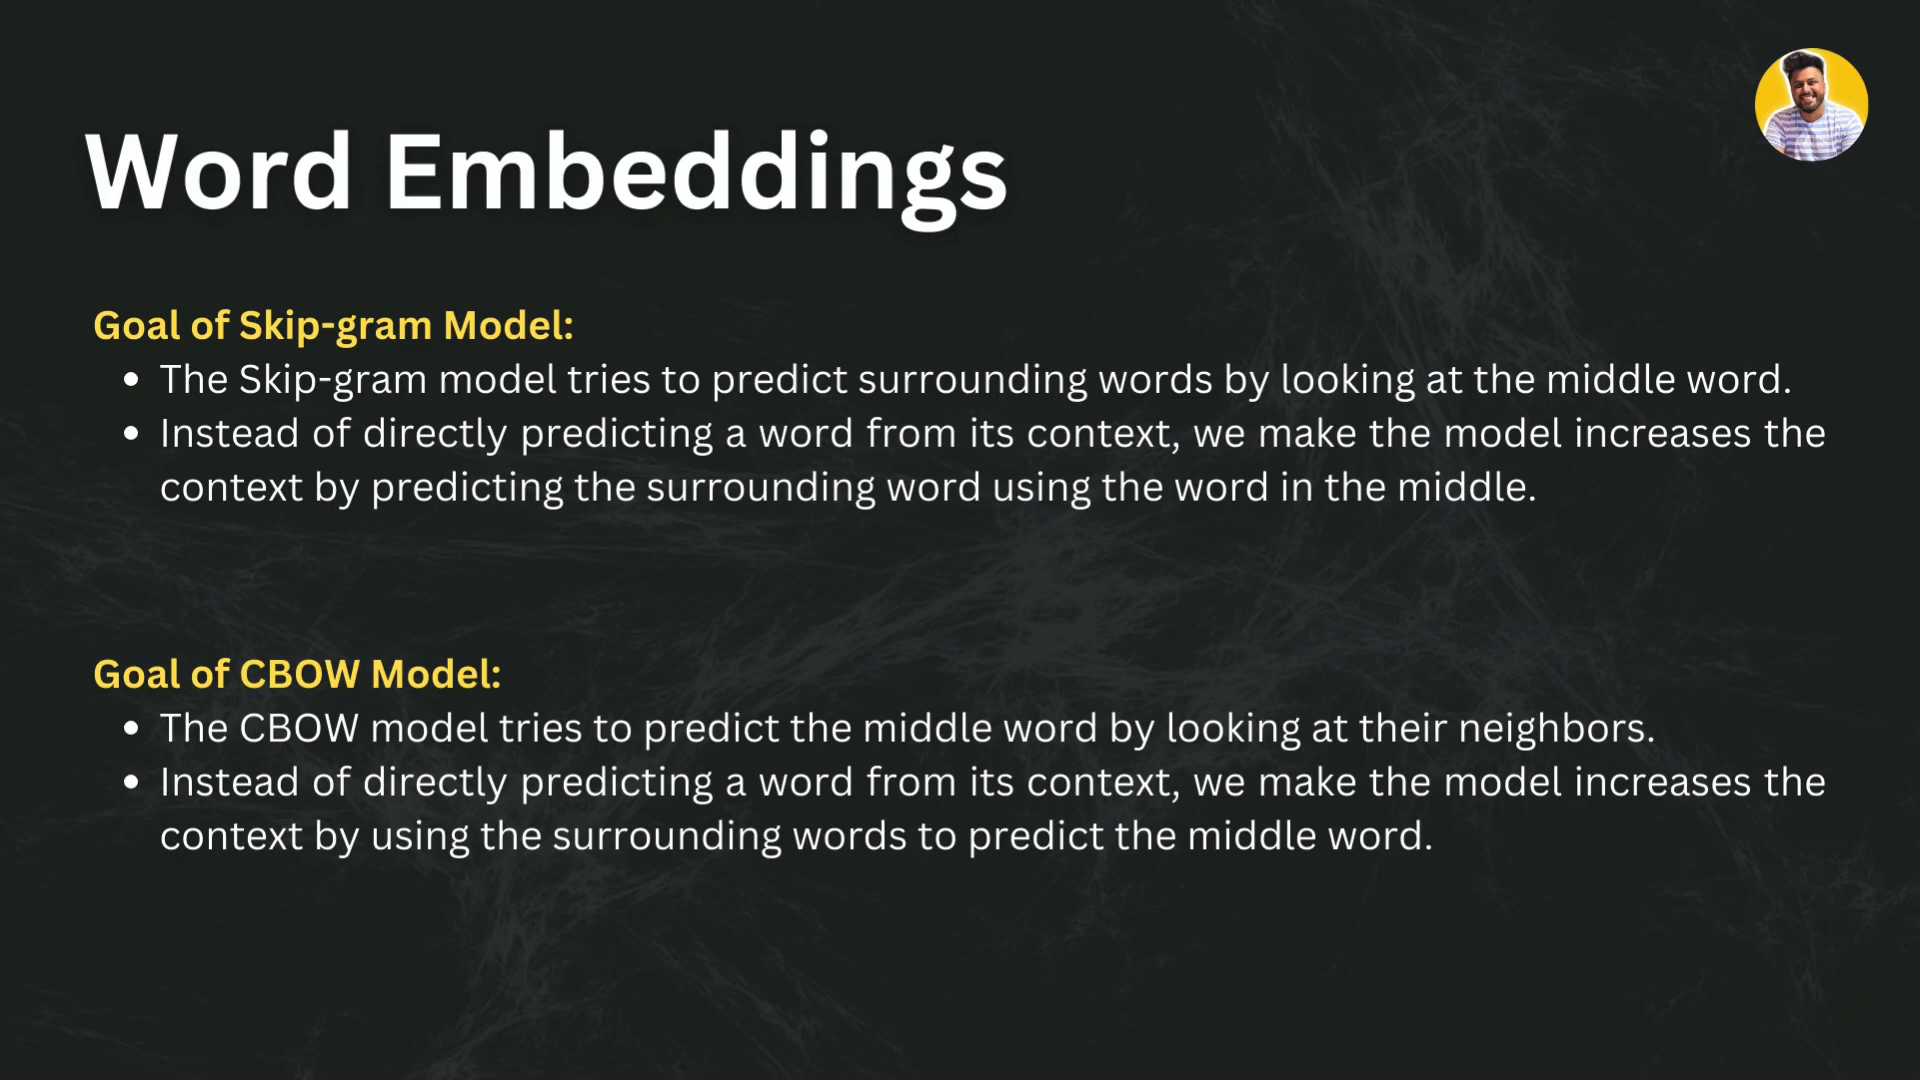 Word Embeddings
Goal of Skip-gram Model:
• The Skip-gram model tries to predict surrounding words by looking at the middle word.
• Instead of directly predicting a word from its context, we make the model increases the
context by predicting the surrounding word using the word in the middle.
Goal of CBOW Model:
• The CBOW model tries to predict the middle word by looking at their neighbors.
• Instead of directly predicting a word from its context, we make the model increases the
context by using the surrounding words to predict the middle word.